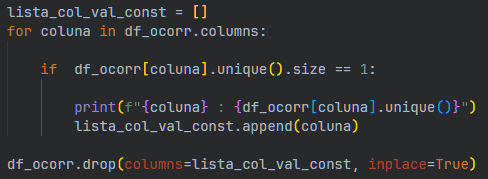 lista_col_val_const = []
for coluna in df_ocorr.columns:
if df_ocorr[coluna].unique().size == 1:
print(f"{coluna} : {df_ocorr[coluna].unique()}")
lista_col_val_const.append(coluna)
df_ocorr.drop(columns=lista_col_val_const, inplace=True)